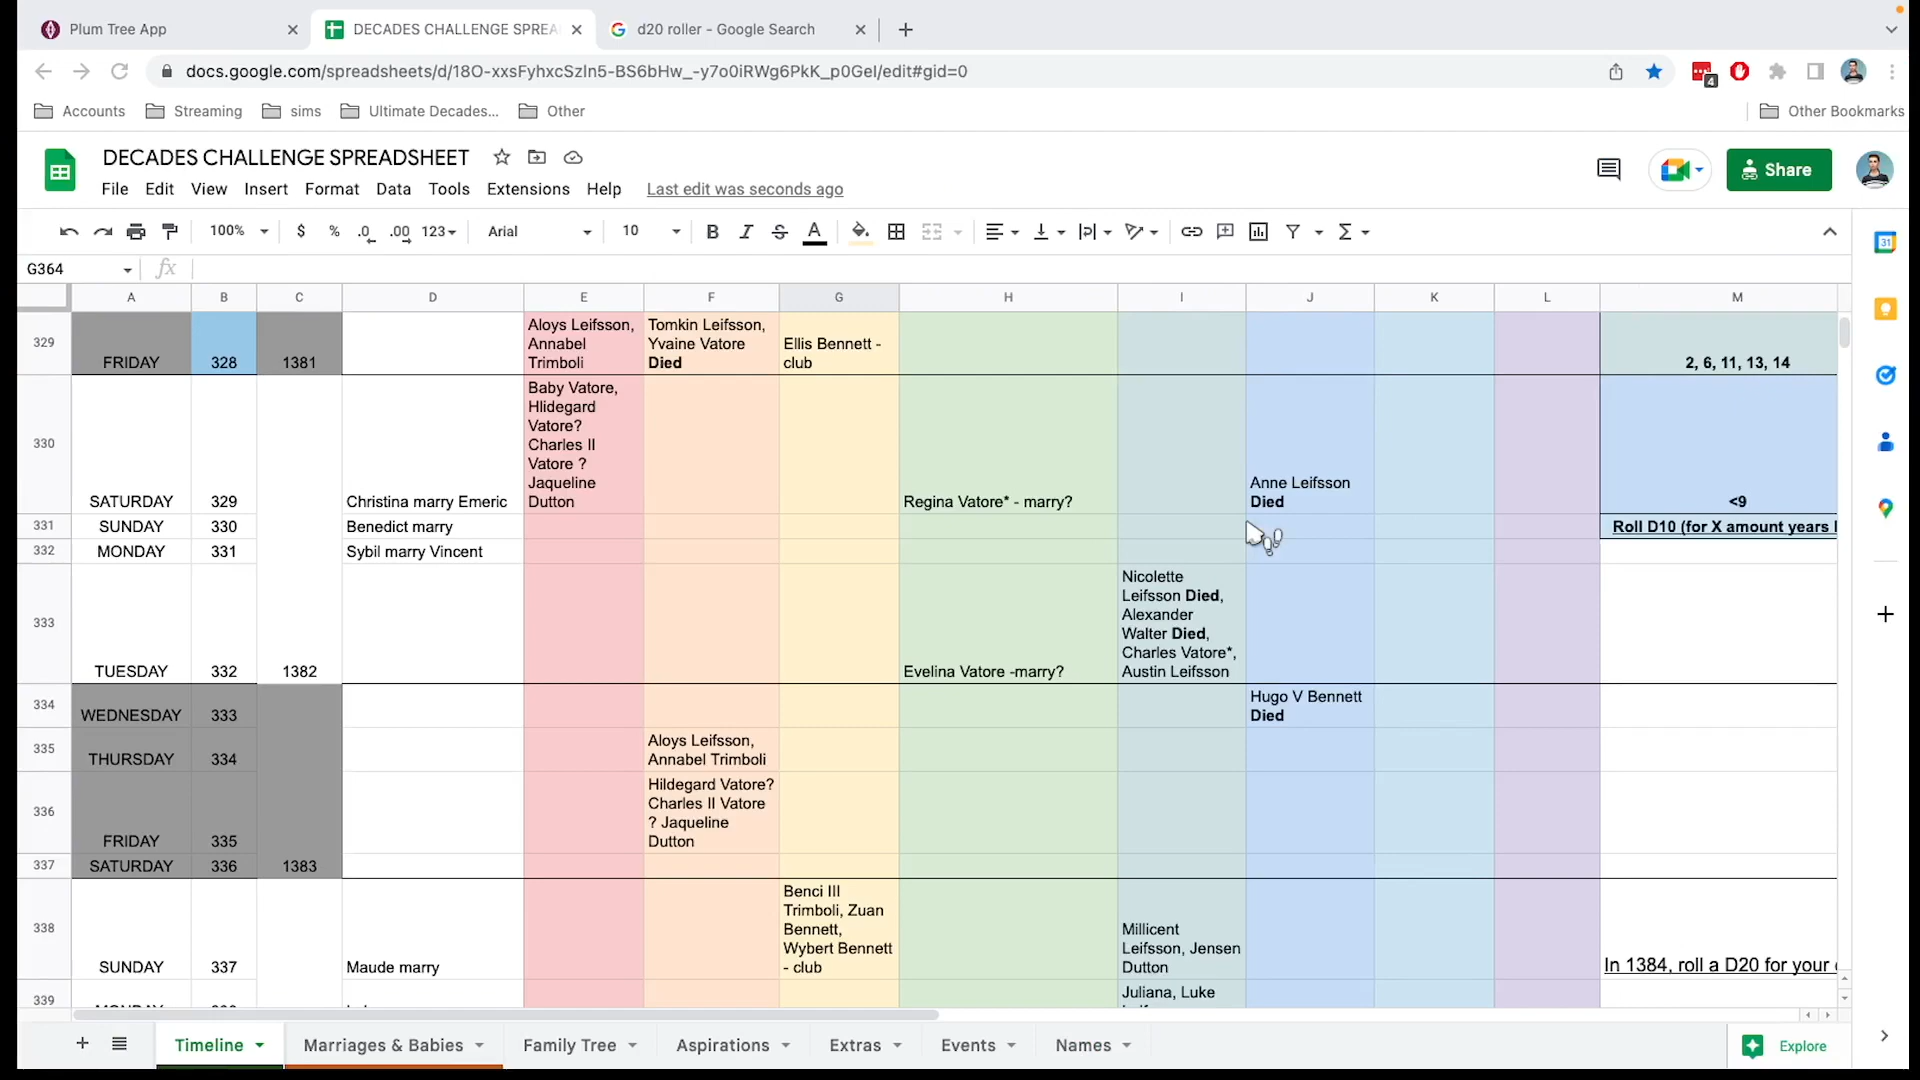 Plum Tree App
DECADES CHALLENGE SPREA
d20 roller - Google Search
docs.google.com/spreadsheets/d/18O-xxsFyhxcSzIn5-BS6bHw_-y7o0iRWg6PkK_p0GeI/edit#gid=0
4
Accounts
Streaming
sims
Ultimate Decades...
Other
Other Bookmarks
DECADES CHALLENGE SPREADSHEET
Share
File Edit View Insert Format Data Tools Extensions Help Last edit was seconds ago
100% $ % .0 .00 123 Arial 10 B I S A
31
G364 fx
A B C D E F G H I J K L M
329 FRIDAY 328 1381
Aloys Leifsson,
Annabel
Trimboli
Tomkin Leifsson,
Yvaine Vatore
Died
Ellis Bennett -
club
2, 6, 11, 13, 14
330 SATURDAY 329
Christina marry Emeric
Baby Vatore,
Hlidegard
Vatore?
Charles II
Vatore ?
Jaqueline
Dutton
Regina Vatore* - marry?
Anne Leifsson
Died
<9
331 SUNDAY 330 Benedict marry
Roll D10 (for X amount years
332 MONDAY 331 Sybil marry Vincent
333 TUESDAY 332 1382
Evelina Vatore -marry?
Nicolette
Leifsson Died,
Alexander
Walter Died,
Charles Vatore*,
Austin Leifsson
334 WEDNESDAY 333
Hugo V Bennett
Died
335 THURSDAY 334
Aloys Leifsson,
Annabel Trimboli
336 FRIDAY 335
Hildegard Vatore?
Charles II Vatore
? Jaqueline
Dutton
337 SATURDAY 336 1383
338 SUNDAY 337 Maude marry
Benci III
Trimboli, Zuan
Bennett,
Wybert Bennett
- club
Millicent
Leifsson, Jensen
Dutton
In 1384, roll a D20 for your
339
Juliana, Luke
Timeline
Marriages & Babies
Family Tree
Aspirations
Extras
Events
Names
Explore